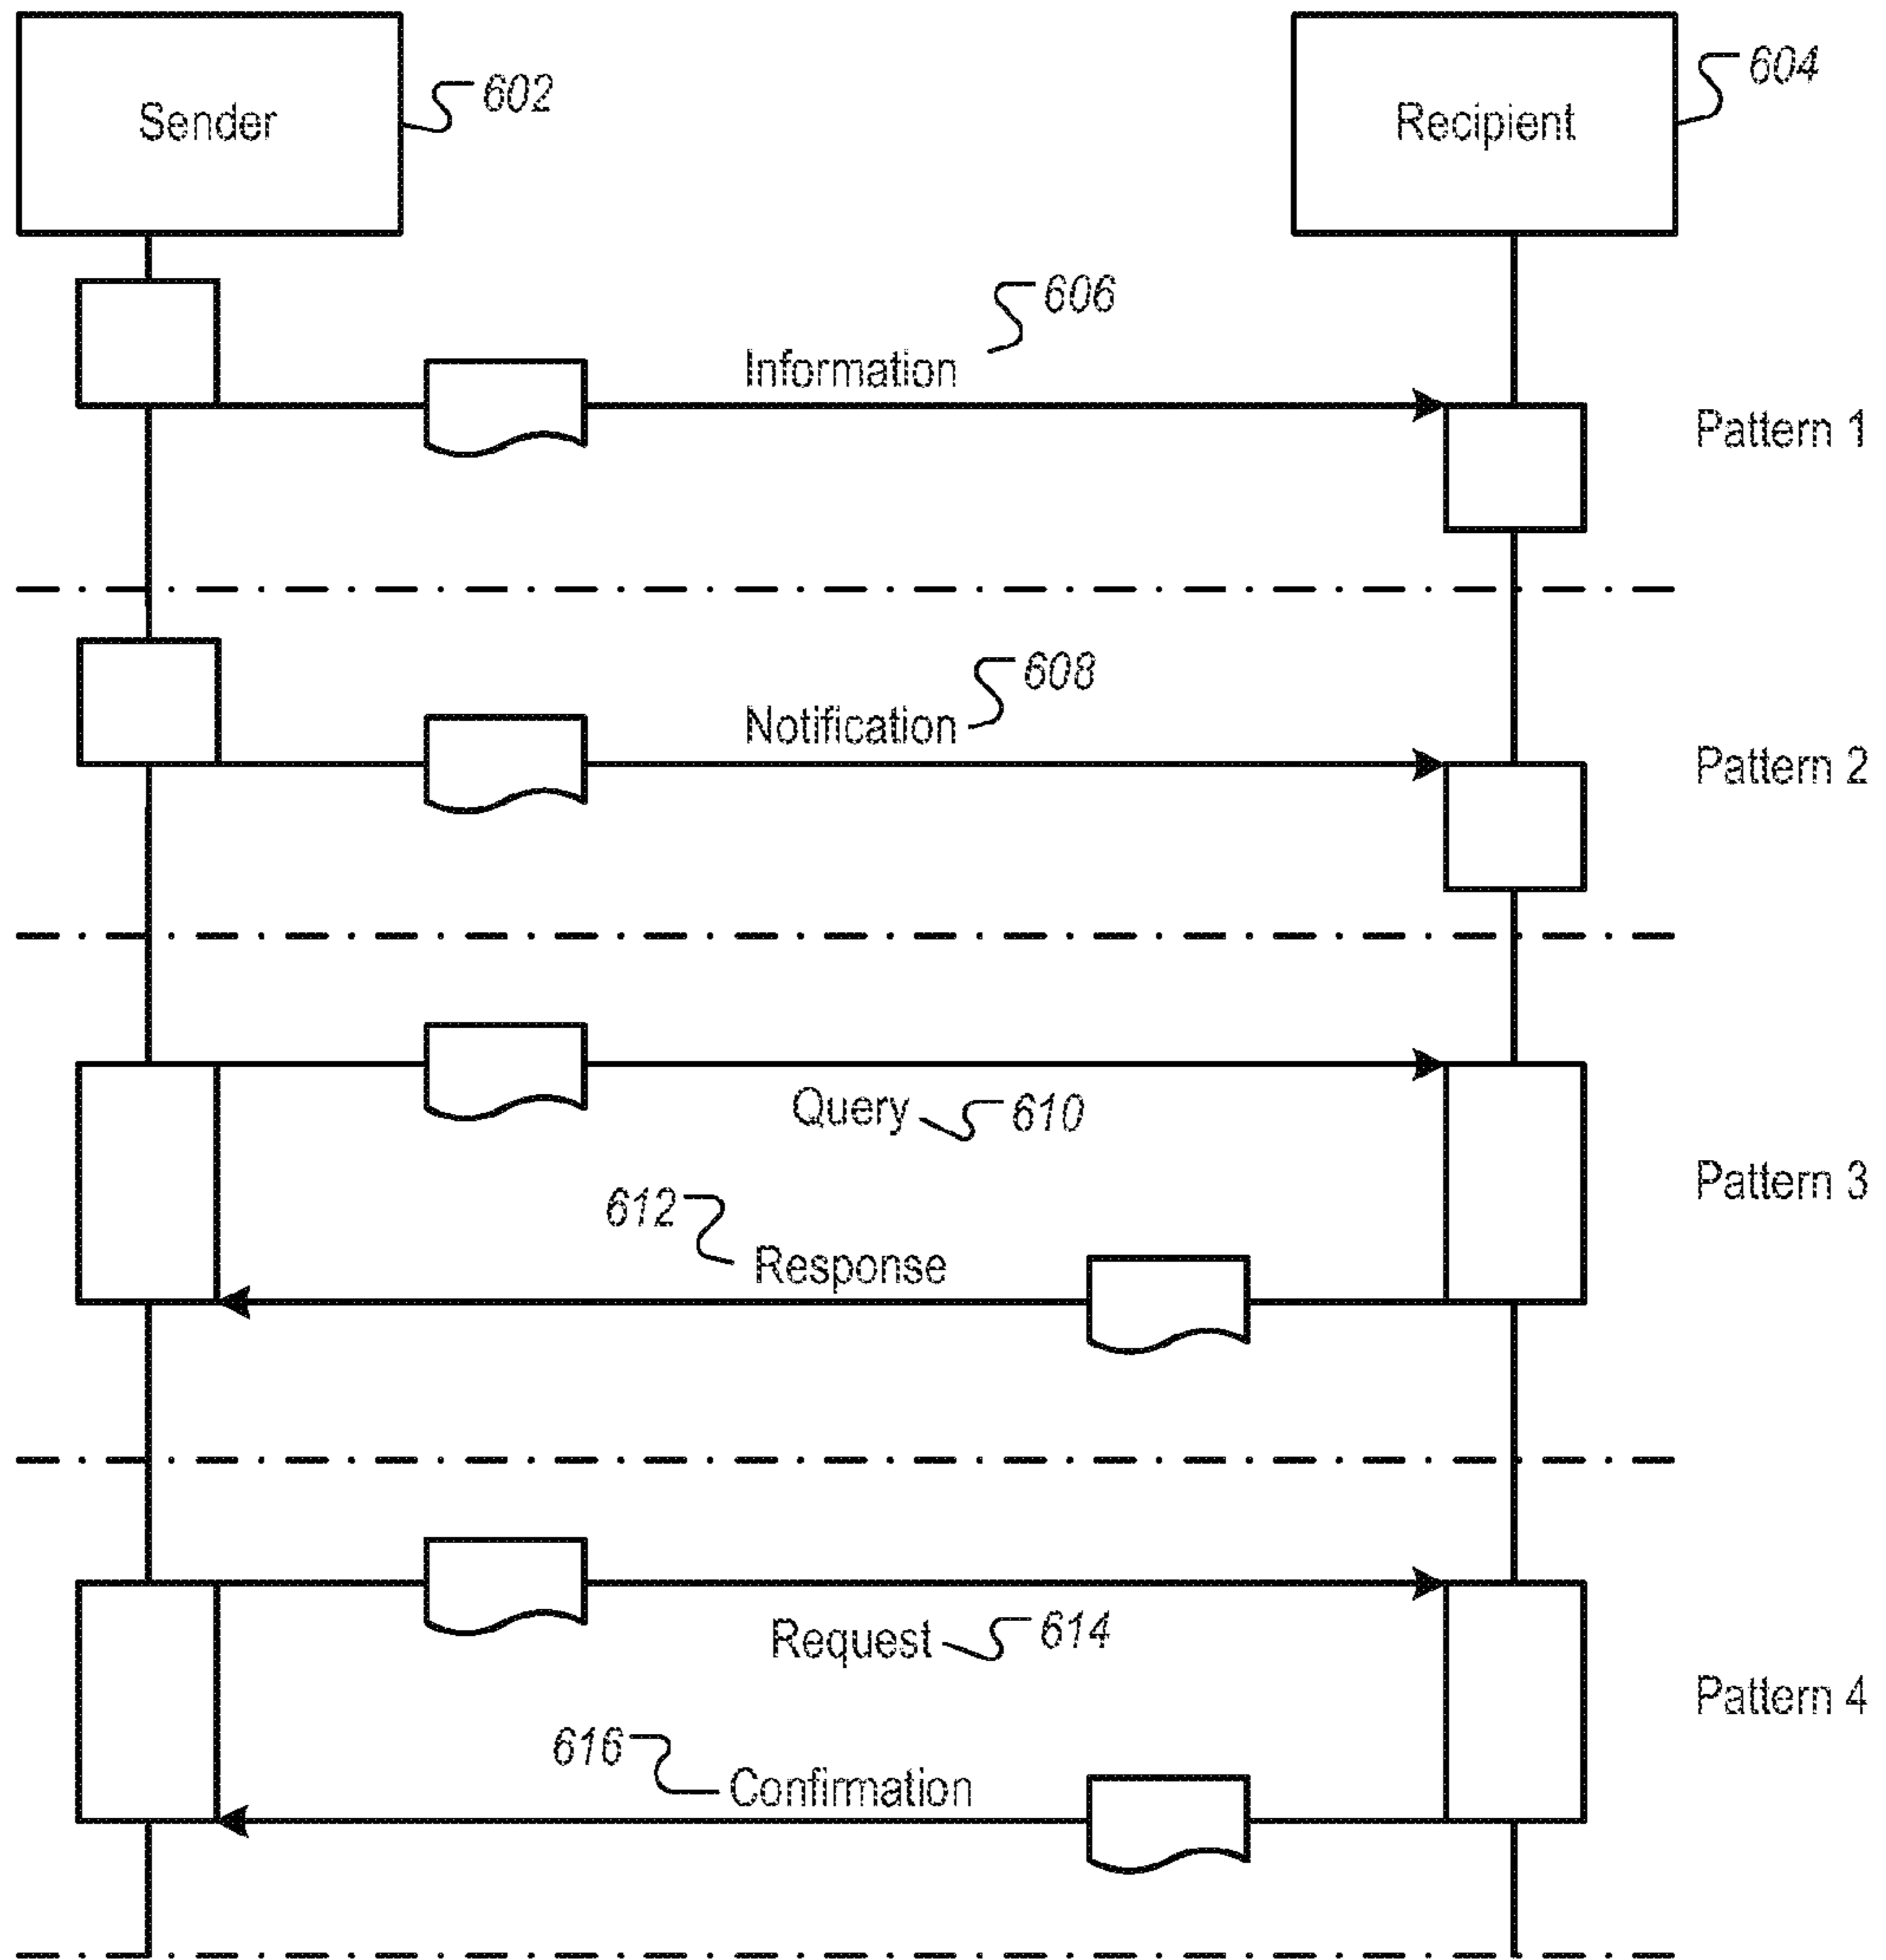 Sender
602
Recipient
604
606
Information
Pattern 1
608
Notification
Pattern 2
Query
610
Pattern 3
612
Response
Request
614
Pattern 4
616
Confirmation